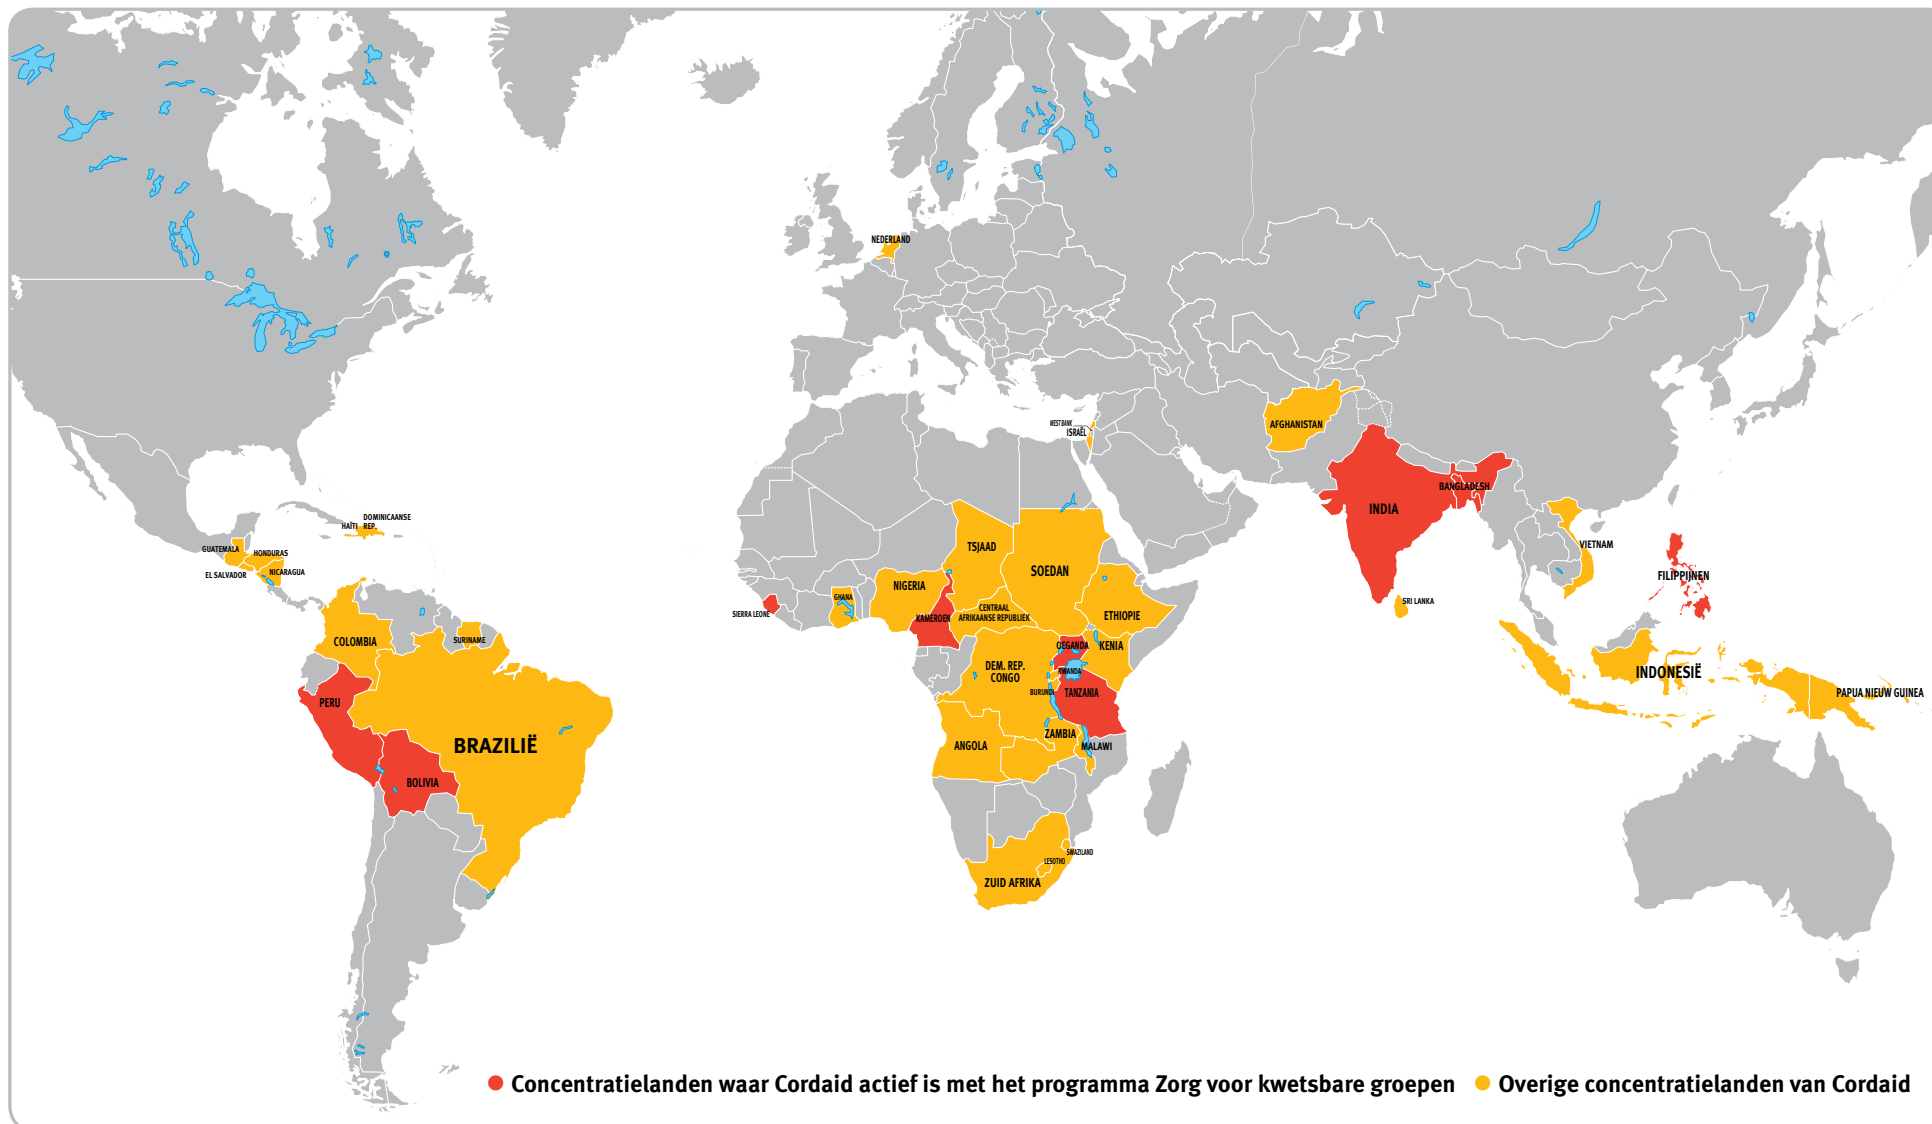 NEDERLAND
WESTBANK
ISRAËL
AFGHANISTAN
BANGLADESH
INDIA
DOMINICAANSE
HAÏTI REP.
GUATEMALA
HONDURAS
EL SALVADOR
NICARAGUA
TSJAAD
SOEDAN
VIETNAM
FILIPPIJNEN
NIGERIA
GHANA
SIERRA LEONE
KAMEROEN
CENTRAAL
AFRIKAANSE REPUBLIEK
ETHIOPIE
SRI LANKA
COLOMBIA
SURINAME
OEGANDA
KENIA
DEM. REP.
CONGO
RWANDA
BURUNDI
TANZANIA
INDONESIË
PAPUA NIEUW GUINEA
PERU
BRAZILIË
BOLIVIA
ANGOLA
ZAMBIA
MALAWI
SWAZILAND
LESOTHO
ZUID AFRIKA
Concentratielanden waar Cordaid actief is met het programma Zorg voor kwetsbare groepen
Overige concentratielanden van Cordaid